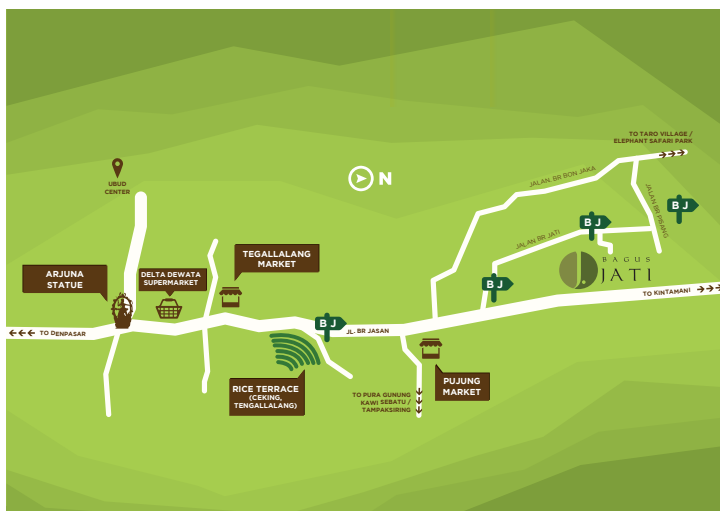 TO TARO VILLAGE /
ELEPHANT SAFARI PARK
JALAN. BR BON JAKA
JALAN BR PISANG
UBUD
CENTER
N
B J
B J
JALAN BR JATI
BAGUS
JATI
TEGALLALANG
MARKET
ARJUNA
STATUE
DELTA DEWATA
SUPERMARKET
B J
TO KINTAMANI
B J
TO DENPASAR
JL- BR JASAN
RICE TERRACE
(CEKING,
TENGALLALANG)
PUJUNG
MARKET
TO PURA GUNUNG
KAWI SEBATU /
TAMPAKSIRING